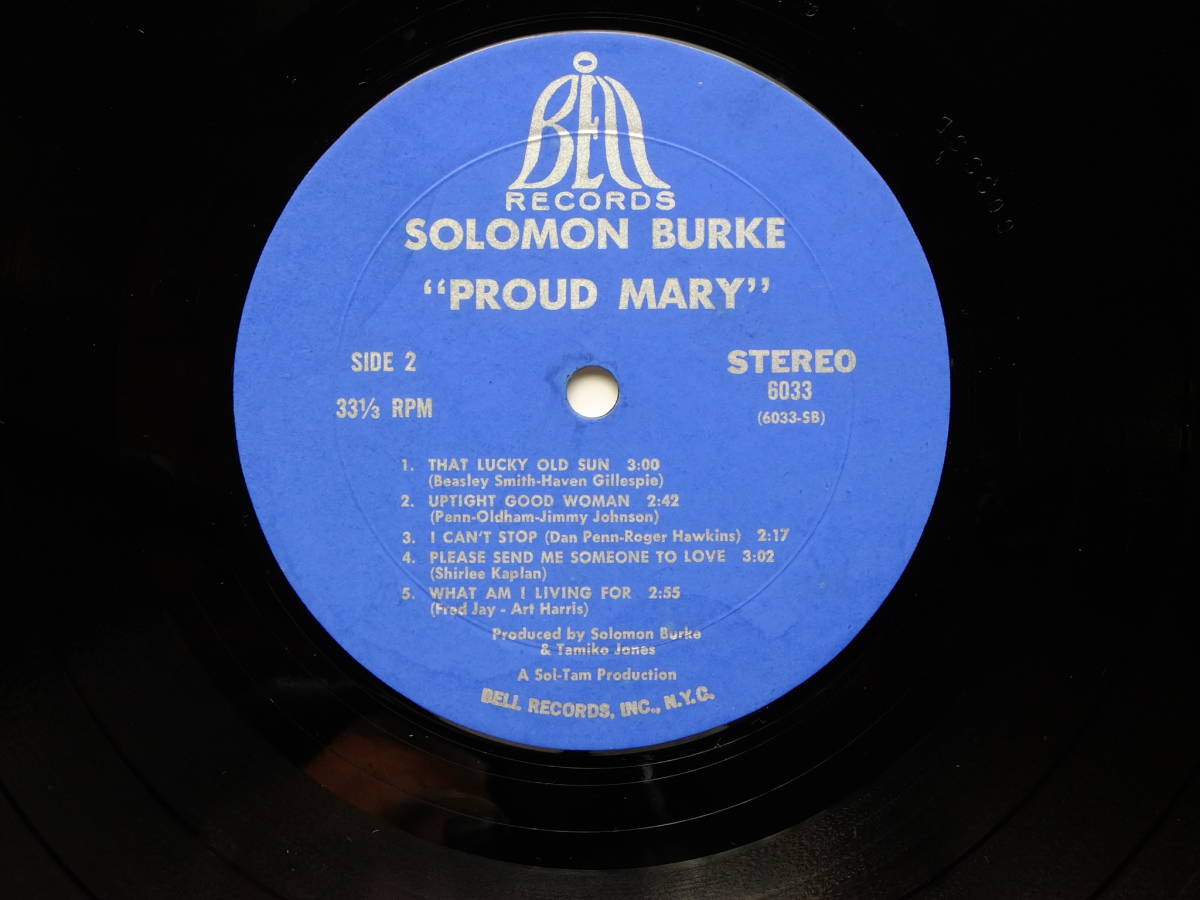 BELL
RECORDS
SOLOMON BURKE
“PROUD MARY”
SIDE 2
33⅓ RPM
STEREO
6033
(6033-SB)
1. THAT LUCKY OLD SUN 3:00
(Beasley Smith-Haven Gillespie)
2. UPTIGHT GOOD WOMAN 2:42
(Penn-Oldham-Jimmy Johnson)
3. I CAN'T STOP (Dan Penn-Roger Hawkins) 2:17
4. PLEASE SEND ME SOMEONE TO LOVE 3:02
(Shirlee Kaplan)
5. WHAT AM I LIVING FOR 2:55
(Fred Jay - Art Harris)
Produced by Solomon Burke
& Tamiko Jones
A Sol-Tam Production
BELL RECORDS, INC., N.Y.C.